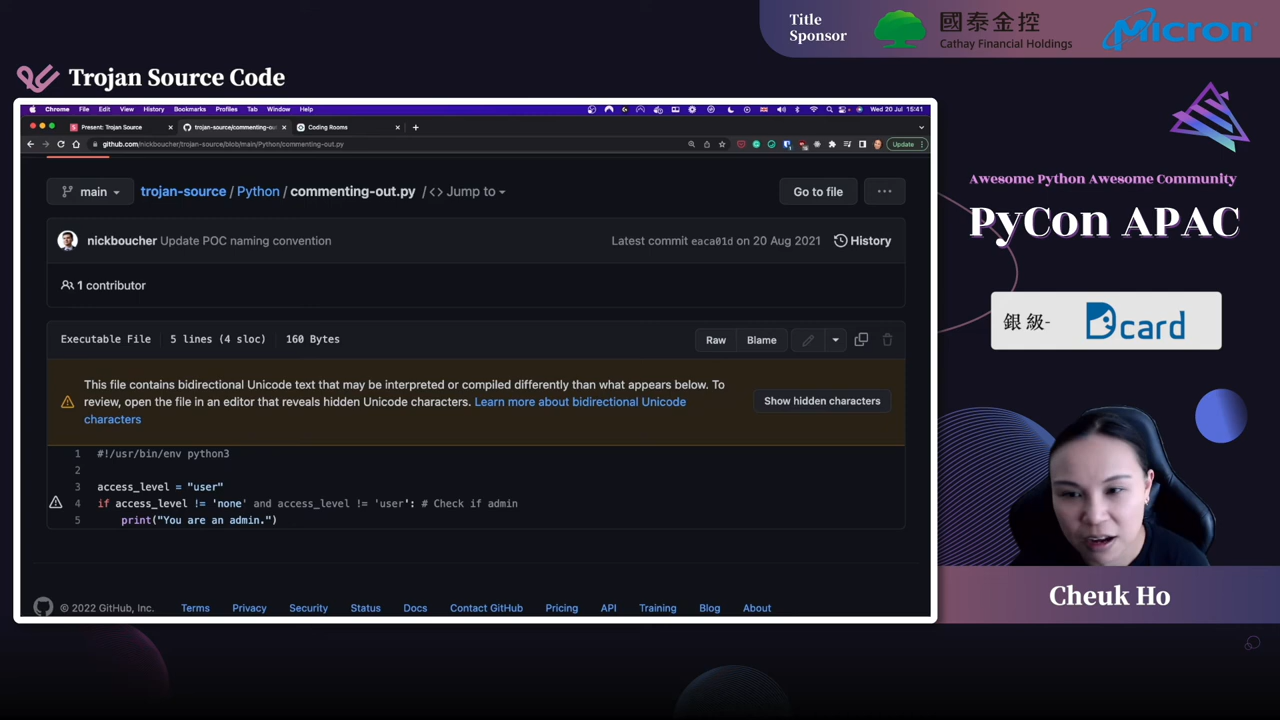 Title
Sponsor
國泰金控
Cathay Financial Holdings
Micron
Trojan Source Code
Chrome File Edit View History Bookmarks Profiles Tab Window Help
Wed 20 Jul 15:41
Present: Trojan Source
trojan-source/commenting-ou
Coding Rooms
github.com/nickboucher/trojan-source/blob/main/Python/commenting-out.py
Update
main
trojan-source / Python / commenting-out.py / <> Jump to
Go to file
nickboucher Update POC naming convention
Latest commit eaca01d on 20 Aug 2021
History
1 contributor
Executable File 5 lines (4 sloc) 160 Bytes
Raw
Blame
This file contains bidirectional Unicode text that may be interpreted or compiled differently than what appears below. To
review, open the file in an editor that reveals hidden Unicode characters. Learn more about bidirectional Unicode
characters
Show hidden characters
1 #!/usr/bin/env python3
2
3 access_level = "user"
4 if access_level != 'none' and access_level != 'user': # Check if admin
5 print("You are an admin.")
© 2022 GitHub, Inc. Terms Privacy Security Status Docs Contact GitHub Pricing API Training Blog About
Awesome Python Awesome Community
PyCon APAC
銀級-
Dcard
Cheuk Ho